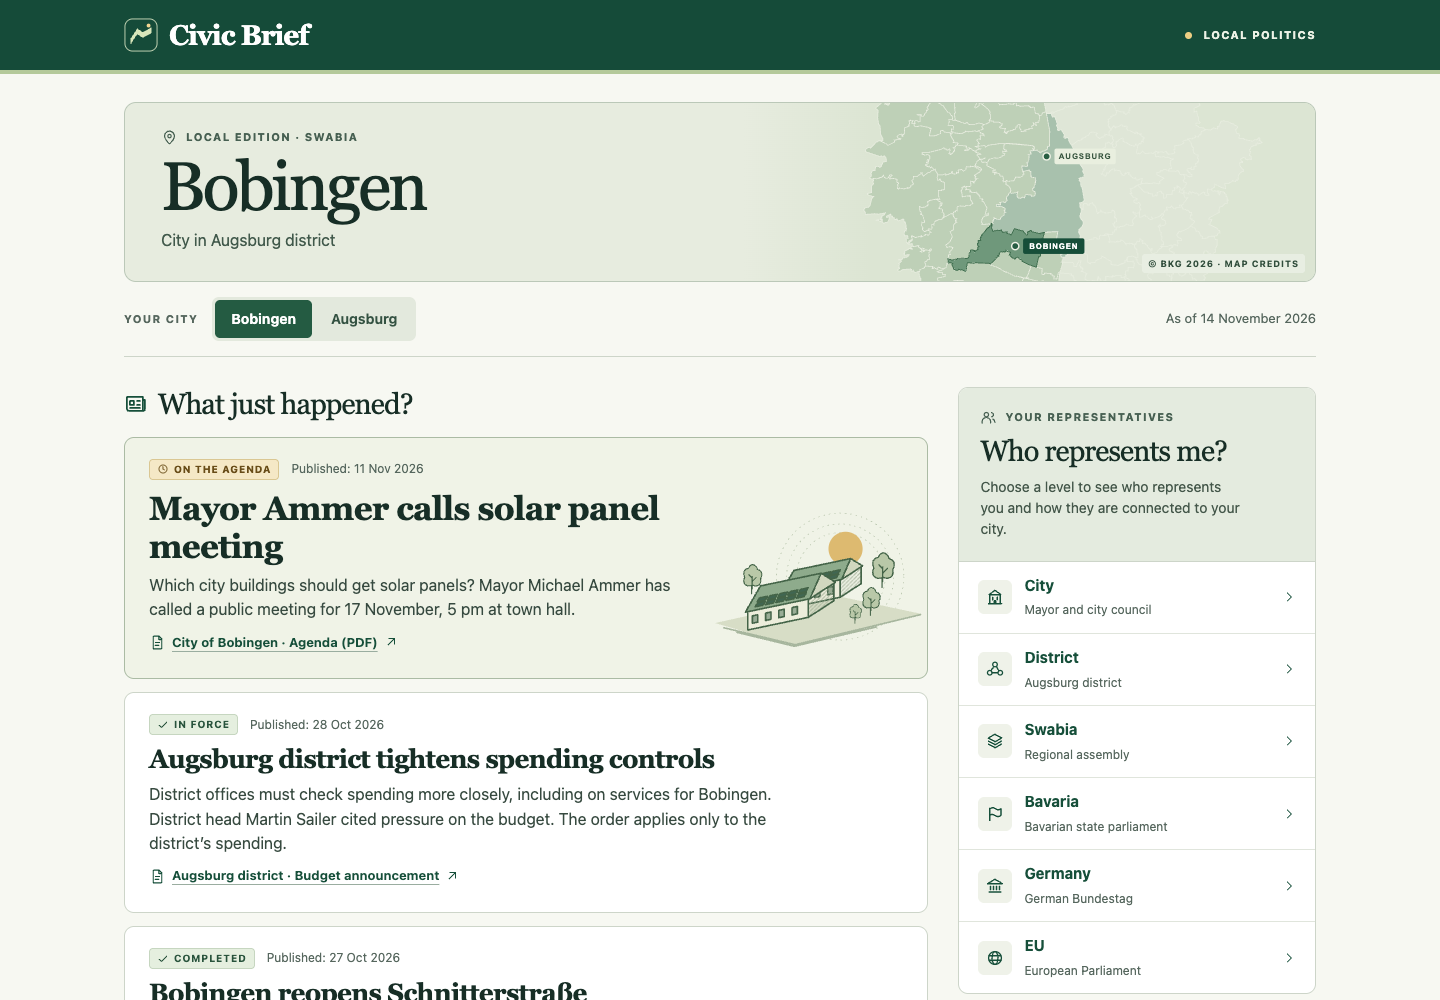 Civic Brief
LOCAL POLITICS
LOCAL EDITION · SWABIA
Bobingen
City in Augsburg district
AUGSBURG
BOBINGEN
© BKG 2026 · MAP CREDITS
YOUR CITY
Bobingen
Augsburg
As of 14 November 2026
What just happened?
ON THE AGENDA
Published: 11 Nov 2026
Mayor Ammer calls solar panel
meeting
Which city buildings should get solar panels? Mayor Michael Ammer has
called a public meeting for 17 November, 5 pm at town hall.
City of Bobingen · Agenda (PDF)
IN FORCE
Published: 28 Oct 2026
Augsburg district tightens spending controls
District offices must check spending more closely, including on services for Bobingen.
District head Martin Sailer cited pressure on the budget. The order applies only to the
district’s spending.
Augsburg district · Budget announcement
COMPLETED
Published: 27 Oct 2026
Bobingen reopens Schnitterstraße
YOUR REPRESENTATIVES
Who represents me?
Choose a level to see who represents
you and how they are connected to your
city.
City
Mayor and city council
District
Augsburg district
Swabia
Regional assembly
Bavaria
Bavarian state parliament
Germany
German Bundestag
EU
European Parliament